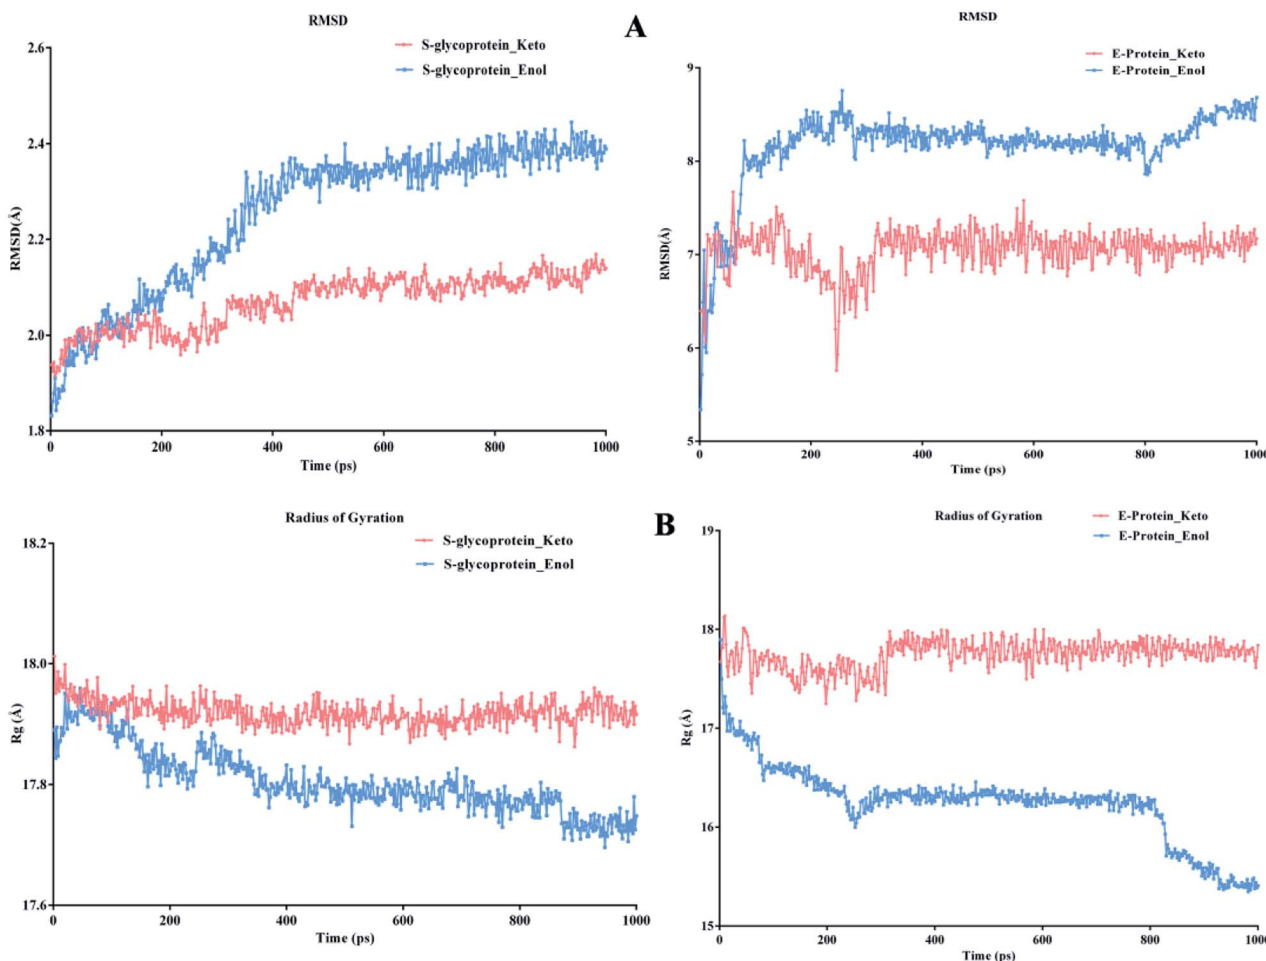 RMSD
A
S-glycoprotein_Keto
S-glycoprotein_Enol
2.6
2.4
2.2
2.0
1.8
RMSD(Å)
0
200
400
600
800
1000
Time (ps)
RMSD
E-Protein_Keto
E-Protein_Enol
9
8
7
6
5
RMSD(Å)
0
200
400
600
800
1000
Time (ps)
Radius of Gyration
B
S-glycoprotein_Keto
S-glycoprotein_Enol
18.2
18.0
17.8
17.6
Rg(Å)
0
200
400
600
800
1000
Time (ps)
Radius of Gyration
E-Protein_Keto
E-Protein_Enol
19
18
17
16
15
Rg (Å)
0
200
400
600
800
1000
Time (ps)